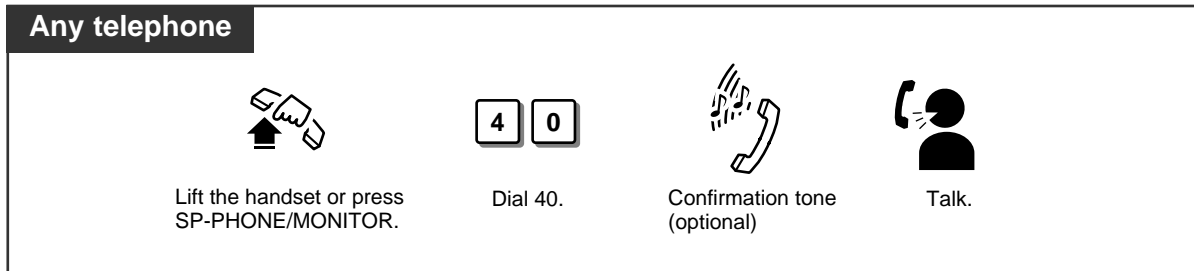 Any telephone
4 0
Lift the handset or press
SP-PHONE/MONITOR.
Dial 40.
Confirmation tone
(optional)
Talk.